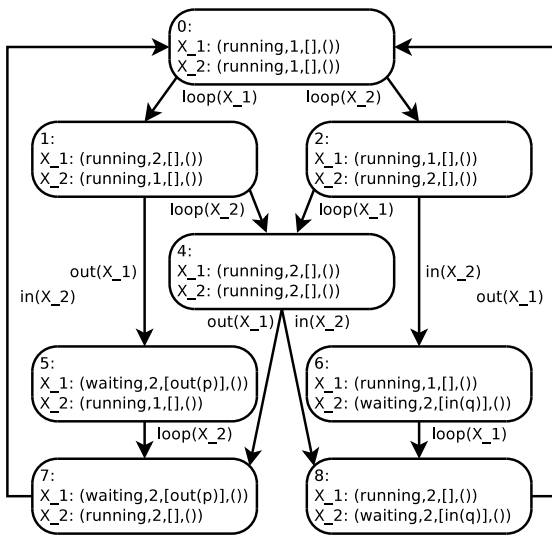 0:
X_1: (running,1,[],())
X_2: (running,1,[],())
loop(X_1)
loop(X_2)
1:
X_1: (running,2,[],())
X_2: (running,1,[],())
2:
X_1: (running,1,[],())
X_2: (running,2,[],())
loop(X_2)
loop(X_1)
4:
X_1: (running,2,[],())
X_2: (running,2,[],())
out(X_1)
in(X_2)
in(X_2)
out(X_1)
out(X_1)
in(X_2)
5:
X_1: (waiting,2,[out(p)],())
X_2: (running,1,[],())
6:
X_1: (running,1,[],())
X_2: (waiting,2,[in(q)],())
loop(X_2)
loop(X_1)
7:
X_1: (waiting,2,[out(p)],())
X_2: (running,2,[],())
8:
X_1: (running,2,[],())
X_2: (waiting,2,[in(q)],())